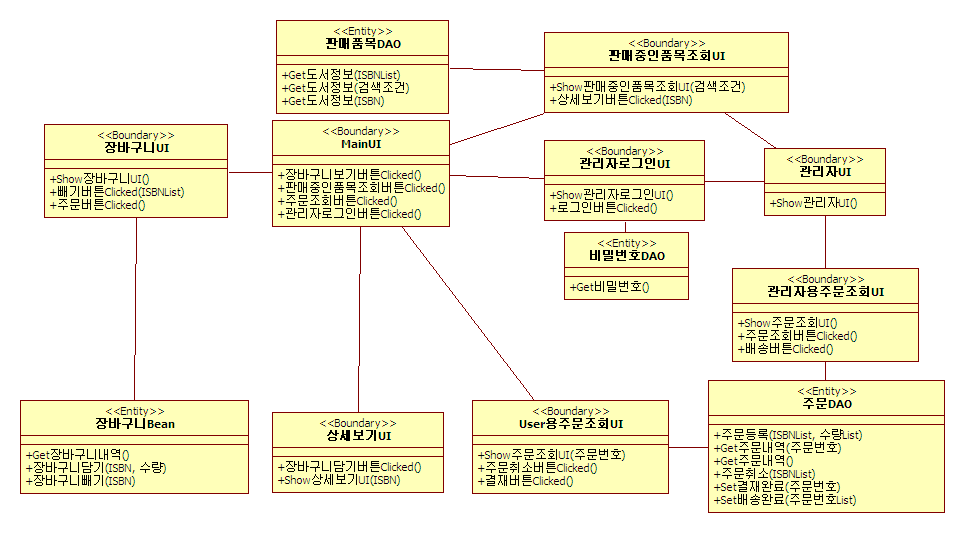 <<Entity>>
판매품목DAO
+Get도서정보(ISBNList)
+Get도서정보(검색조건)
+Get도서정보(ISBN)
<<Boundary>>
판매중인품목조회UI
+Show판매중인품목조회UI(검색조건)
+상세보기버튼Clicked(ISBN)
<<Boundary>>
장바구니UI
+Show장바구니UI()
+빼기버튼Clicked(ISBNList)
+주문버튼Clicked()
<<Boundary>>
MainUI
+장바구니보기버튼Clicked()
+판매중인품목조회버튼Clicked()
+주문조회버튼Clicked()
+관리자로그인버튼Clicked()
<<Boundary>>
관리자로그인UI
+Show관리자로그인UI()
+로그인버튼Clicked()
<<Boundary>>
관리자UI
+Show관리자UI()
<<Entity>>
비밀번호DAO
+Get비밀번호()
<<Boundary>>
관리자용주문조회UI
+Show주문조회UI()
+주문조회버튼Clicked()
+배송버튼Clicked()
<<Entity>>
장바구니Bean
+Get장바구니내역()
+장바구니담기(ISBN, 수량)
+장바구니빼기(ISBN)
<<Boundary>>
상세보기UI
+장바구니담기버튼Clicked()
+Show상세보기UI(ISBN)
<<Boundary>>
User용주문조회UI
+Show주문조회UI(주문번호)
+주문취소버튼Clicked()
+결재버튼Clicked()
<<Entity>>
주문DAO
+주문등록(ISBNList, 수량List)
+Get주문내역(주문번호)
+Get주문내역()
+주문취소(ISBNList)
+Set결재완료(주문번호)
+Set배송완료(주문번호List)